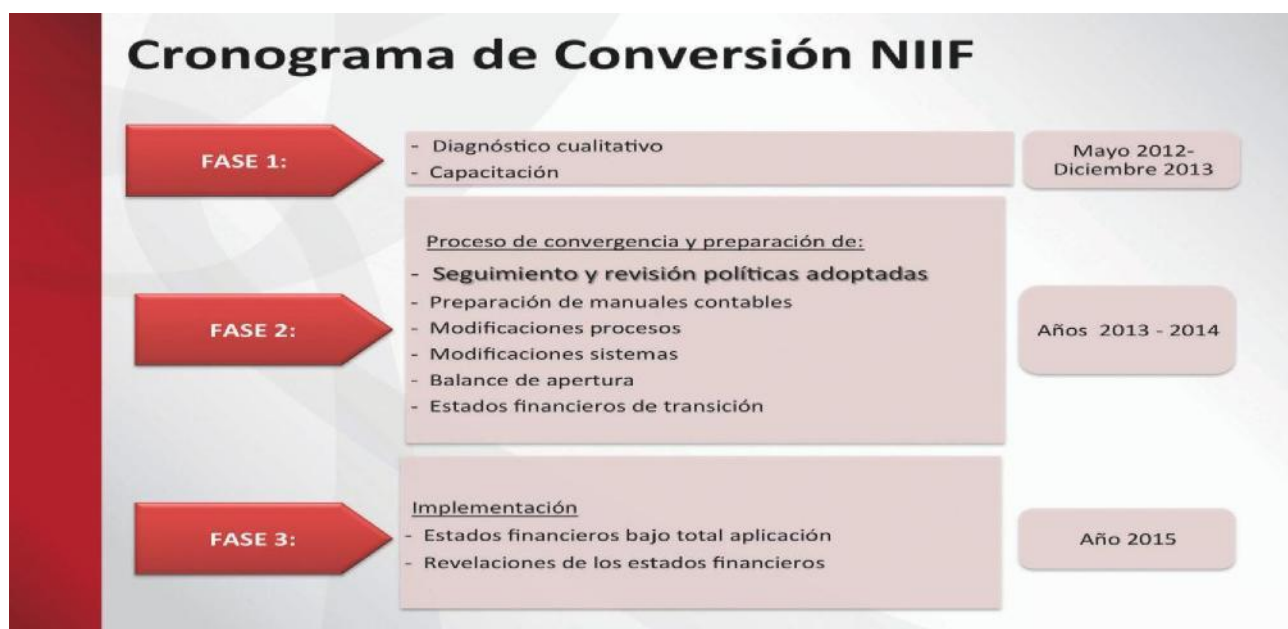 Cronograma de Conversión NIIF
FASE 1:
- Diagnóstico cualitativo
- Capacitación
Mayo 2012-
Diciembre 2013
FASE 2:
Proceso de convergencia y preparación de:
- Seguimiento y revisión políticas adoptadas
- Preparación de manuales contables
- Modificaciones procesos
- Modificaciones sistemas
- Balance de apertura
- Estados financieros de transición
Años 2013 - 2014
FASE 3:
Implementación
- Estados financieros bajo total aplicación
- Revelaciones de los estados financieros
Año 2015